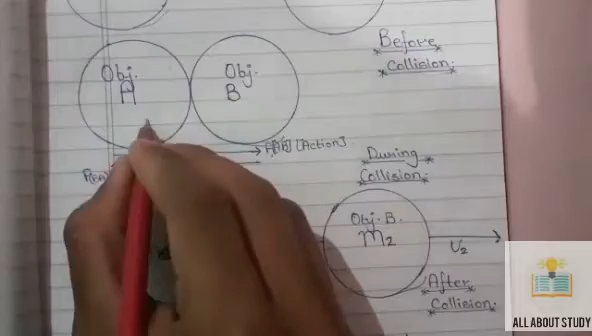 Before
Collision
Obj.
A
Obj.
B
[Action]
During
Collision
Obj. B.
m₂
U₂
After
Collision
ALL ABOUT STUDY